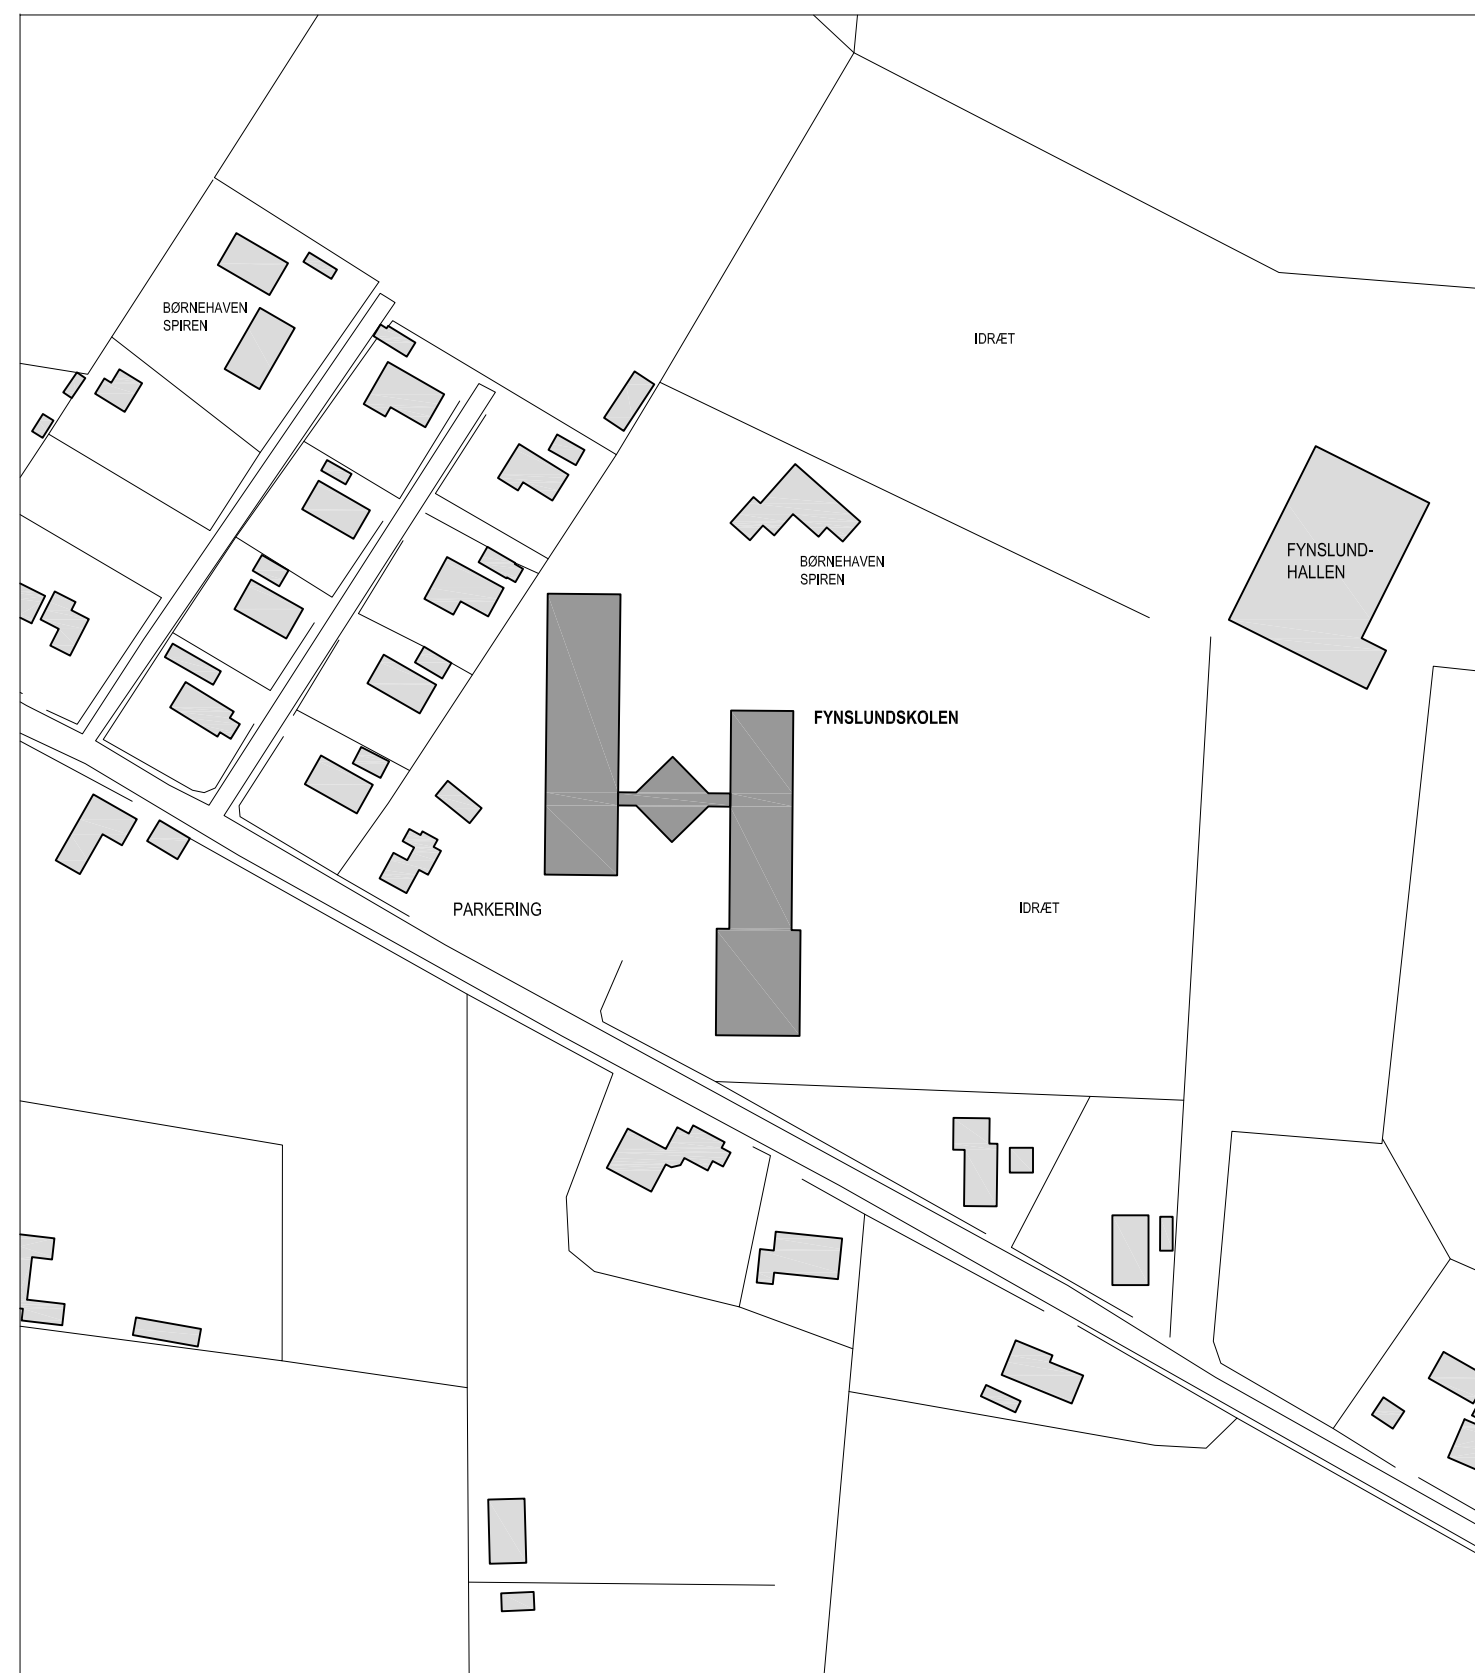 BØRNEHAVEN
SPIREN
IDRÆT
FYNSLUND-
HALLEN
BØRNEHAVEN
SPIREN
FYNSLUNDSKOLEN
PARKERING
IDRÆT